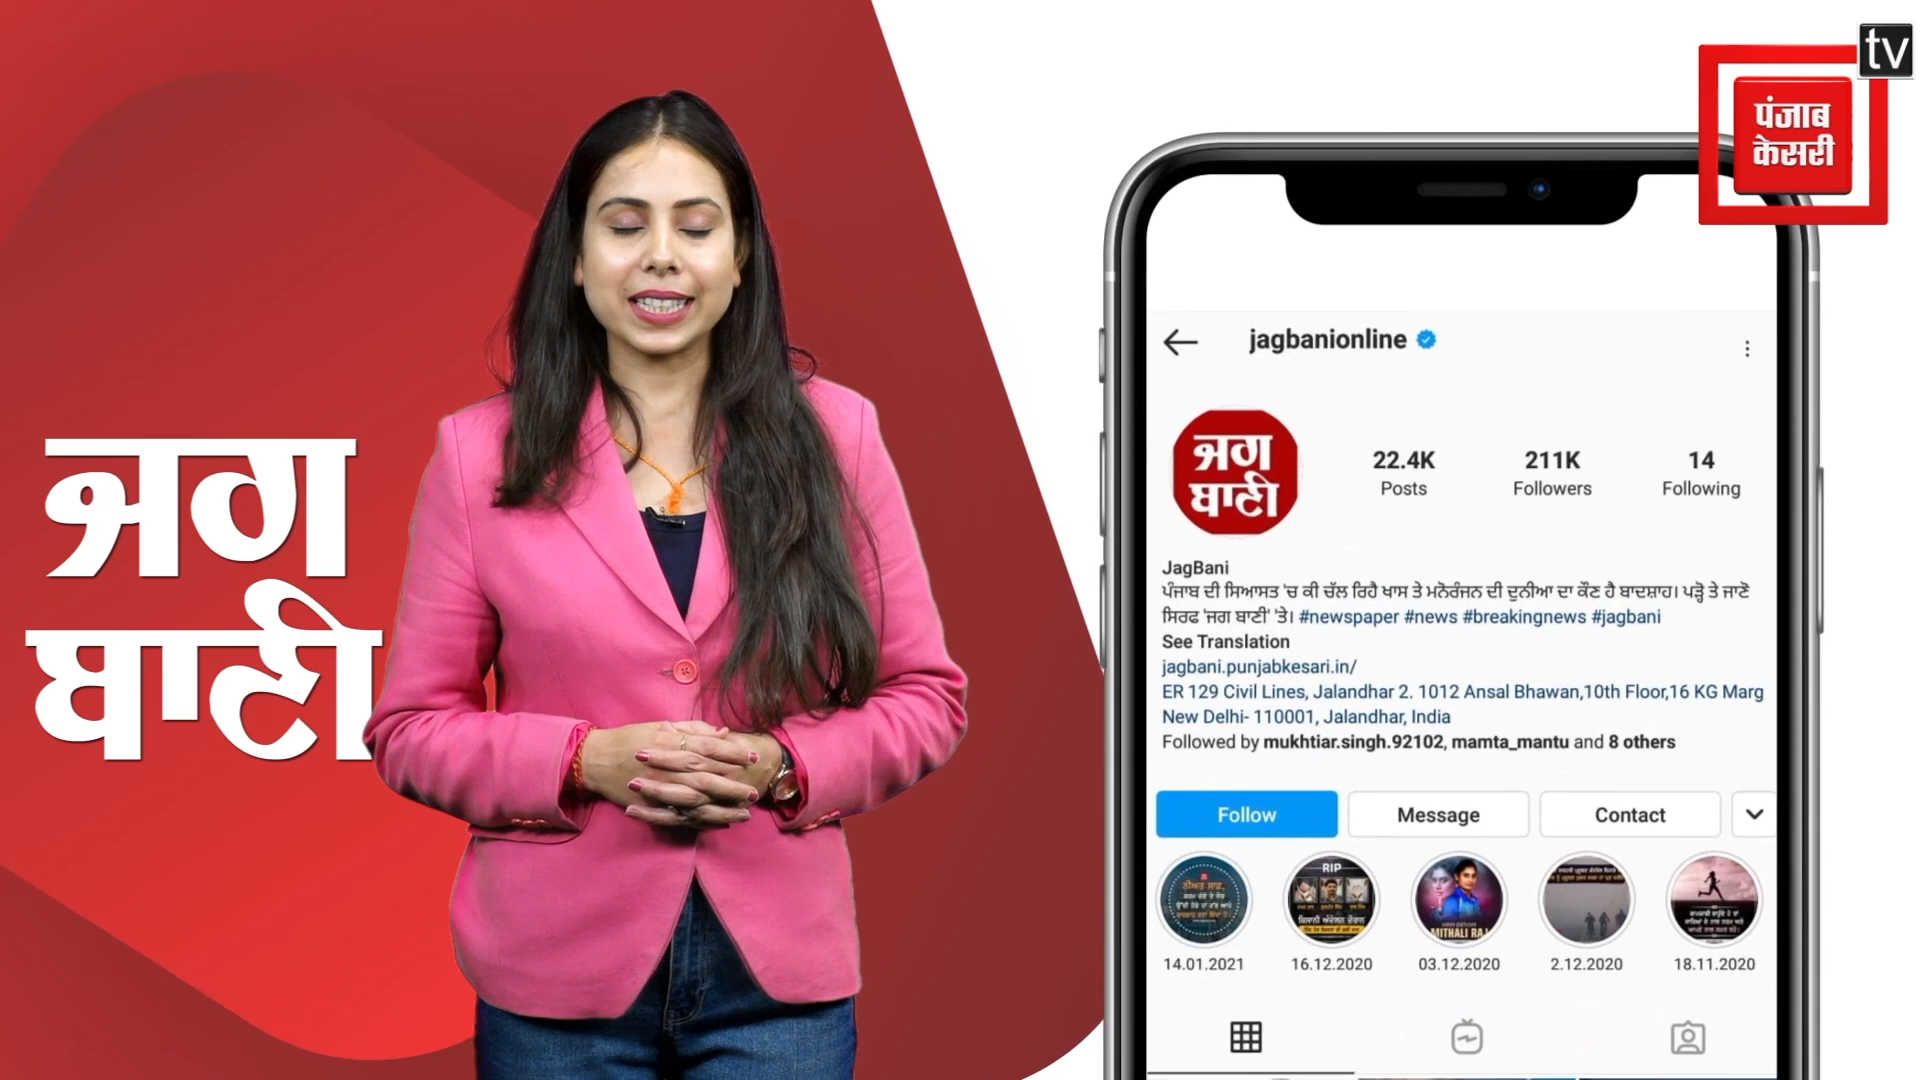 ਜਗ
ਬਾਣੀ
tv
पंजाब
केसरी
jagbanionline
ਜਗ
ਬਾਣੀ
22.4K
Posts
211K
Followers
14
Following
JagBani
ਪੰਜਾਬ ਦੀ ਸਿਆਸਤ 'ਚ ਕੀ ਚੱਲ ਰਿਹੈ ਖਾਸ ਤੇ ਮਨੋਰੰਜਨ ਦੀ ਦੁਨੀਆ ਦਾ ਕੌਣ ਹੈ ਬਾਦਸ਼ਾਹ। ਪੜ੍ਹੋ ਤੇ ਜਾਣੋ
ਸਿਰਫ 'ਜਗ ਬਾਣੀ' 'ਤੇ। #newspaper #news #breakingnews #jagbani
See Translation
jagbani.punjabkesari.in/
ER 129 Civil Lines, Jalandhar 2. 1012 Ansal Bhawan,10th Floor,16 KG Marg
New Delhi- 110001, Jalandhar, India
Followed by mukhtiar.singh.92102, mamta_mantu and 8 others
Follow
Message
Contact
RIP
ਕਿਸਾਨੀ ਅੰਦੋਲਨ ਦੌਰਾਨ
MITHALI RAJ
14.01.2021
16.12.2020
03.12.2020
2.12.2020
18.11.2020